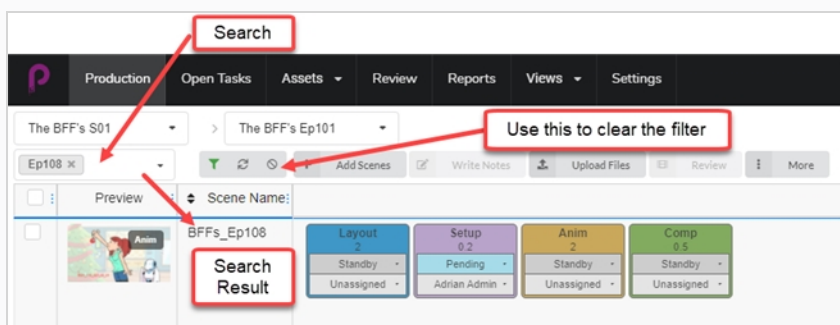 Search
Production Open Tasks Assets Review Reports Views Settings
The BFF's S01 > The BFF's Ep101
Use this to clear the filter
Ep108 × Add Scenes Write Notes Upload Files Review More
Preview Scene Name
Anim
BFFs_Ep108
Search
Result
Layout Setup Anim Comp
2 0.2 2 0.5
Standby Pending Standby Standby
Unassigned Adrian Admin Unassigned Unassigned